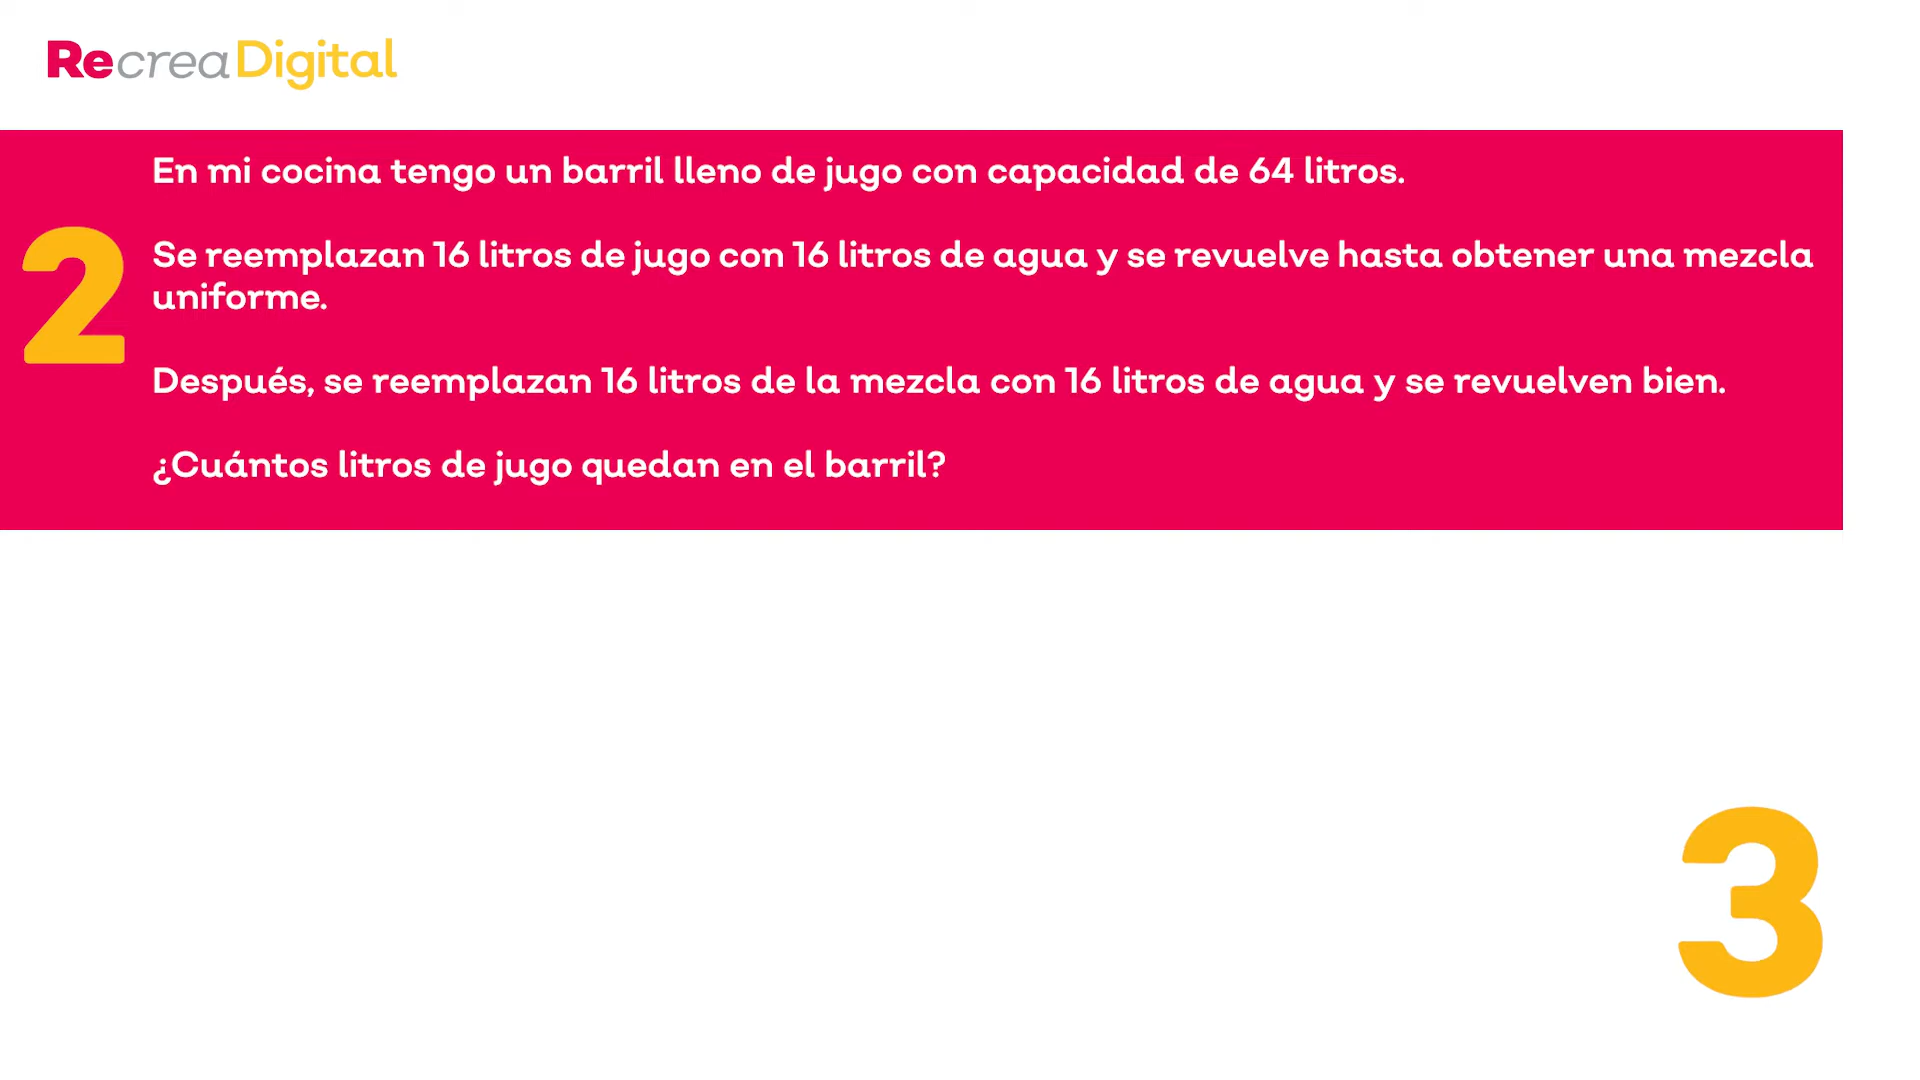 RecreaDigital
En mi cocina tengo un barril lleno de jugo con capacidad de 64 litros.
2
Se reemplazan 16 litros de jugo con 16 litros de agua y se revuelve hasta obtener una mezcla
uniforme.
Después, se reemplazan 16 litros de la mezcla con 16 litros de agua y se revuelven bien.
¿Cuántos litros de jugo quedan en el barril?
3